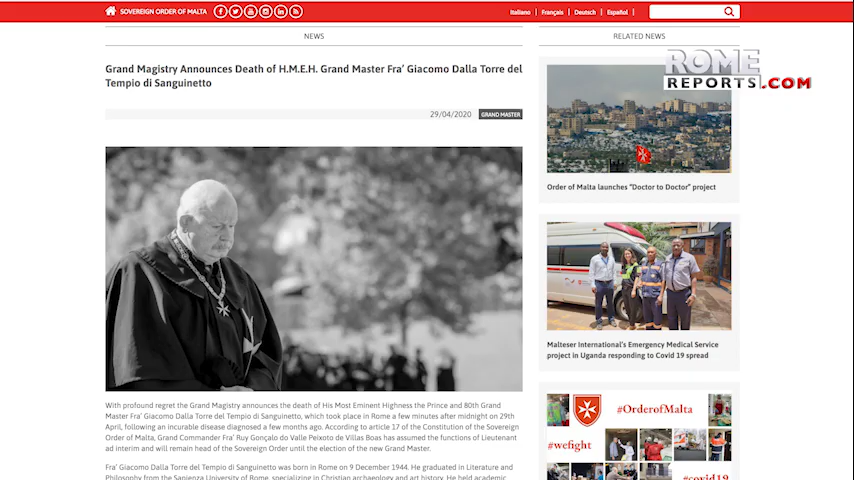 SOVEREIGN ORDER OF MALTA
Italiano | Français | Deutsch | Español |
NEWS
Grand Magistry Announces Death of H.M.E.H. Grand Master Fra’ Giacomo Dalla Torre del
Tempio di Sanguinetto
29/04/2020 GRAND MASTER
With profound regret the Grand Magistry announces the death of His Most Eminent Highness the Prince and 80th Grand
Master Fra’ Giacomo Dalla Torre del Tempio di Sanguinetto, which took place in Rome a few minutes after midnight on 29th
April, following an incurable disease diagnosed a few months ago. According to article 17 of the Constitution of the Sovereign
Order of Malta, Grand Commander Fra’ Ruy Gonçalo do Valle Peixoto de Villas Boas has assumed the functions of Lieutenant
ad interim and will remain head of the Sovereign Order until the election of the new Grand Master.
Fra’ Giacomo Dalla Torre del Tempio di Sanguinetto was born in Rome on 9 December 1944. He graduated in Literature and
Philosophy from the Sapienza University of Rome, specializing in Christian archaeology and art history. He held academic
RELATED NEWS
ROME
REPORTS.COM
Order of Malta launches “Doctor to Doctor” project
Malteser International’s Emergency Medical Service
project in Uganda responding to Covid 19 spread
#OrderofMalta
#wefight
#covid19